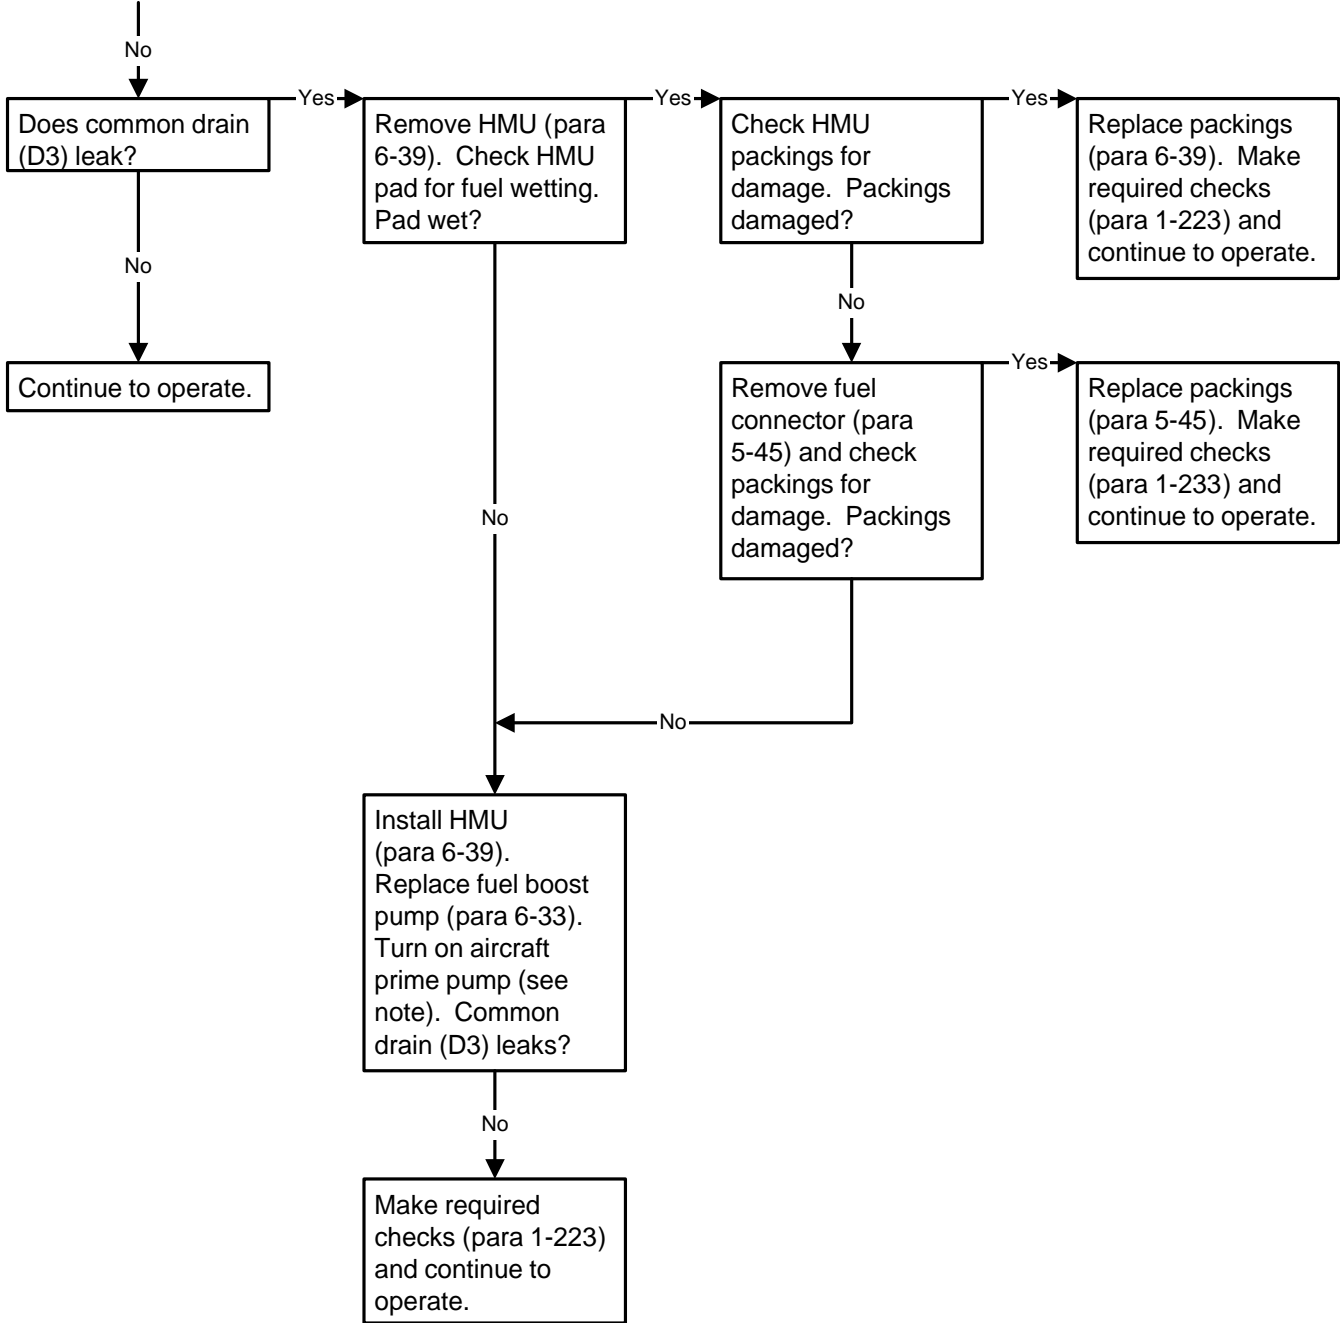 No
Does common drain
(D3) leak?
Yes
Remove HMU (para
6-39).  Check HMU
pad for fuel wetting.
Pad wet?
Yes
Check HMU
packings for
damage.  Packings
damaged?
Yes
Replace packings
(para 6-39).  Make
required checks
(para 1-223) and
continue to operate.
No
Continue to operate.
No
Remove fuel
connector (para
5-45) and check
packings for
damage.  Packings
damaged?
Yes
Replace packings
(para 5-45).  Make
required checks
(para 1-233) and
continue to operate.
No
No
Install HMU
(para 6-39).
Replace fuel boost
pump (para 6-33).
Turn on aircraft
prime pump (see
note).  Common
drain (D3) leaks?
No
Make required
checks (para 1-223)
and continue to
operate.